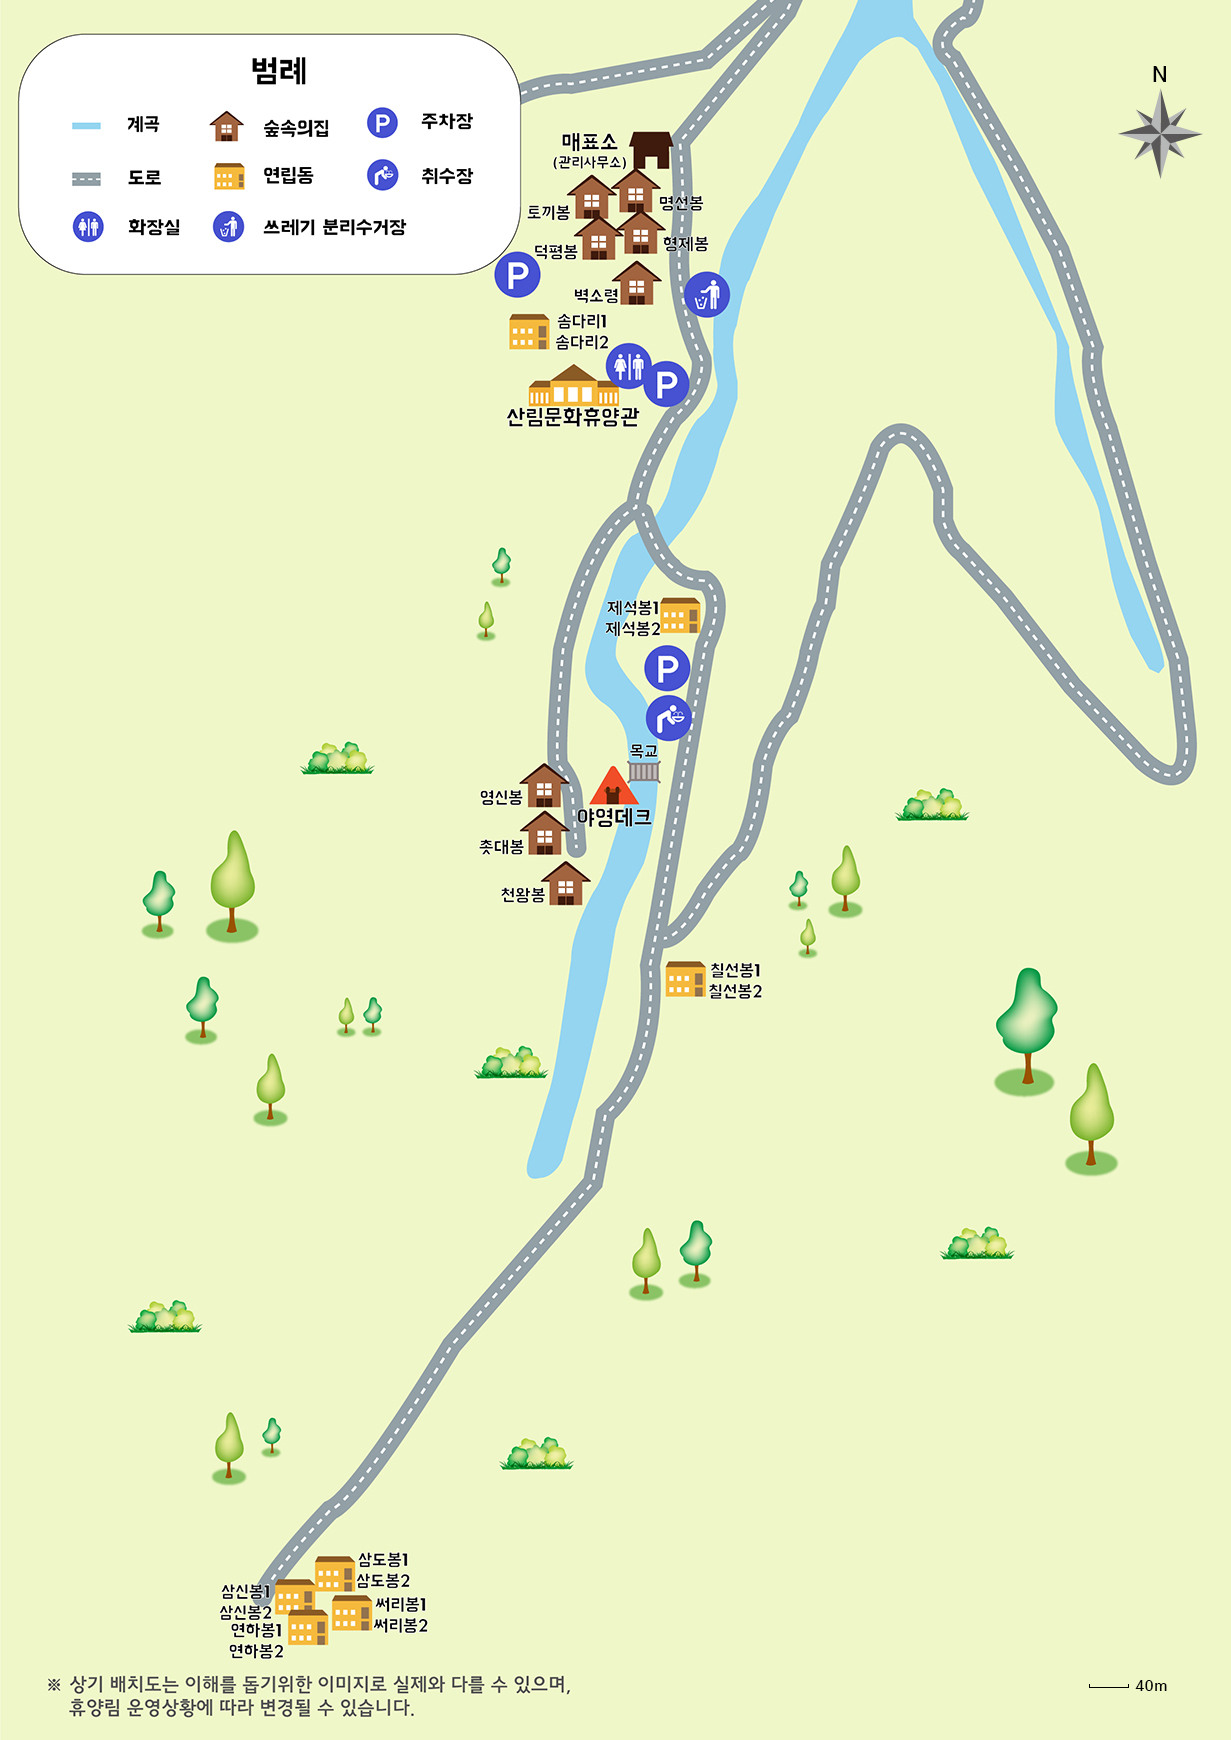 범례
계곡
숲속의집
주차장
도로
연립동
취수장
화장실
쓰레기 분리수거장
N
매표소
(관리사무소)
토끼봉
명선봉
덕평봉
형제봉
벽소령
솜다리1
솜다리2
산림문화휴양관
제석봉1
제석봉2
목교
영신봉
야영데크
촛대봉
천왕봉
칠선봉1
칠선봉2
삼도봉1
삼도봉2
삼신봉1
삼신봉2
써리봉1
써리봉2
연하봉1
연하봉2
※ 상기 배치도는 이해를 돕기위한 이미지로 실제와 다를 수 있으며,
휴양림 운영상황에 따라 변경될 수 있습니다.
40m
P
P
P
P